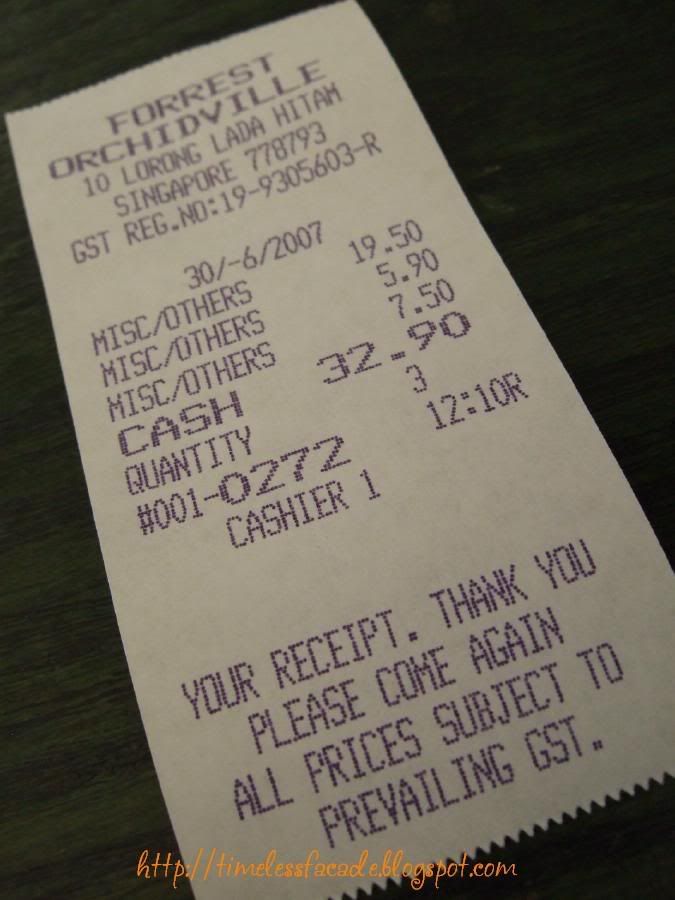 FORREST
ORCHIDVILLE
10 LORONG LADA HITAM
SINGAPORE 778793
GST REG.NO:19-9305603-R
30/-6/2007
MISC/OTHERS 19.50
MISC/OTHERS 5.90
MISC/OTHERS 7.50
CASH 32.90
QUANTITY 3
#001-0272 12:10R
CASHIER 1
YOUR RECEIPT. THANK YOU
PLEASE COME AGAIN
ALL PRICES SUBJECT TO
PREVAILING GST.
http://timelessfacade.blogspot.com